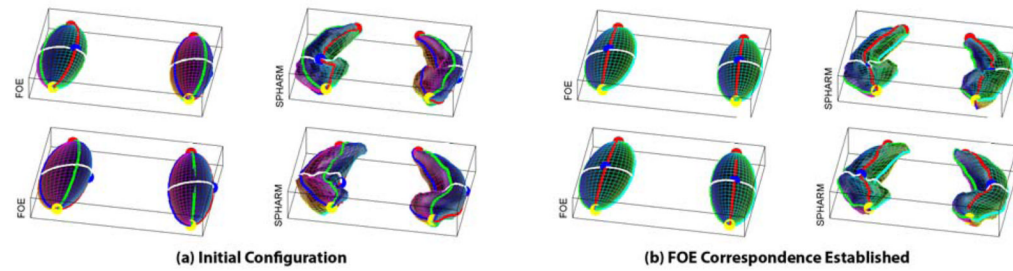 FOE
SPHARM
FOE
SPHARM
FOE
SPHARM
FOE
SPHARM
(a) Initial Configuration
(b) FOE Correspondence Established